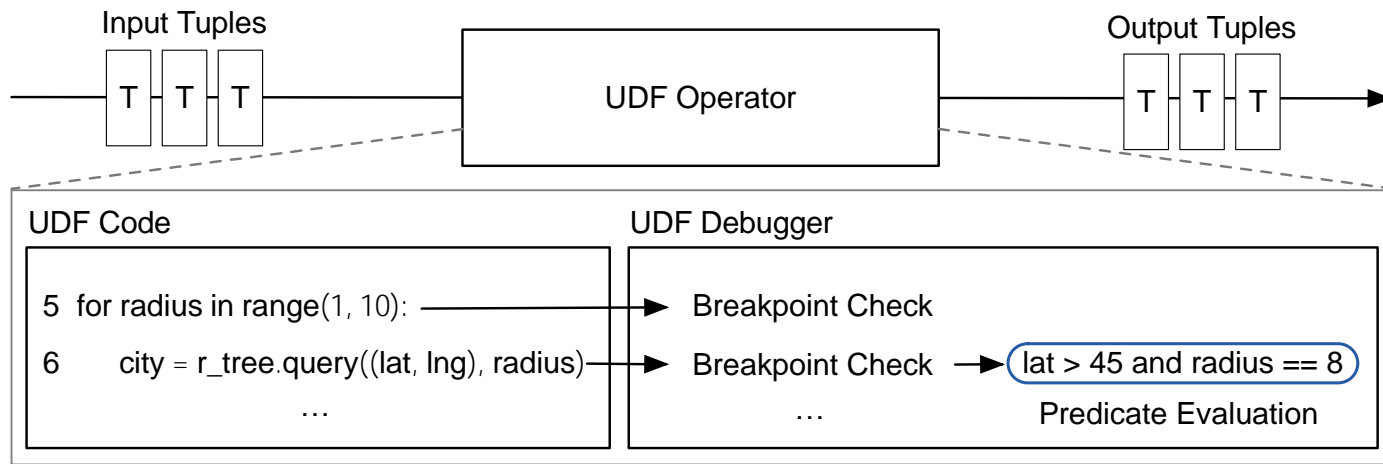 Input Tuples
Output Tuples
T T T
UDF Operator
T T T
UDF Code
UDF Debugger
5 for radius in range(1, 10):
Breakpoint Check
6 city = r_tree.query((lat, lng), radius)
Breakpoint Check
lat > 45 and radius == 8
…
…
Predicate Evaluation